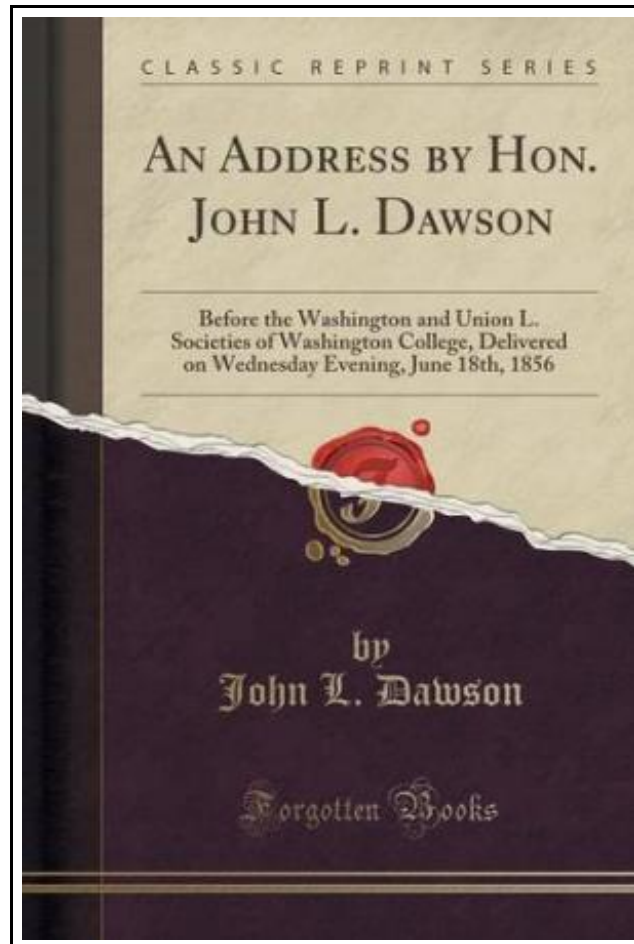 CLASSIC REPRINT SERIES
AN ADDRESS BY HON.
JOHN L. DAWSON
Before the Washington and Union L.
Societies of Washington College, Delivered
on Wednesday Evening, June 18th, 1856
by
John L. Dawson
Forgotten Books